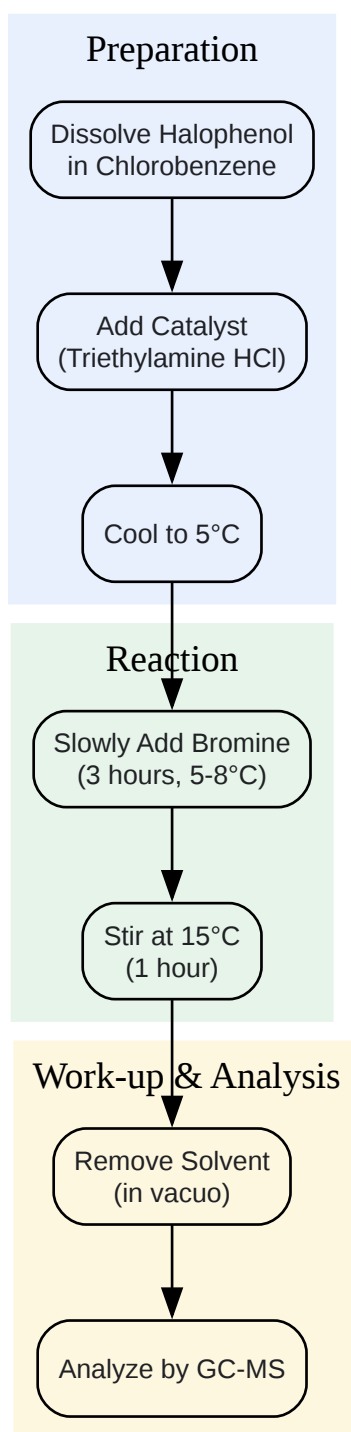 Preparation
Dissolve Halophenol
in Chlorobenzene
Add Catalyst
(Triethylamine HCl)
Cool to 5°C
Reaction
Slowly Add Bromine
(3 hours, 5-8°C)
Stir at 15°C
(1 hour)
Work-up & Analysis
Remove Solvent
(in vacuo)
Analyze by GC-MS